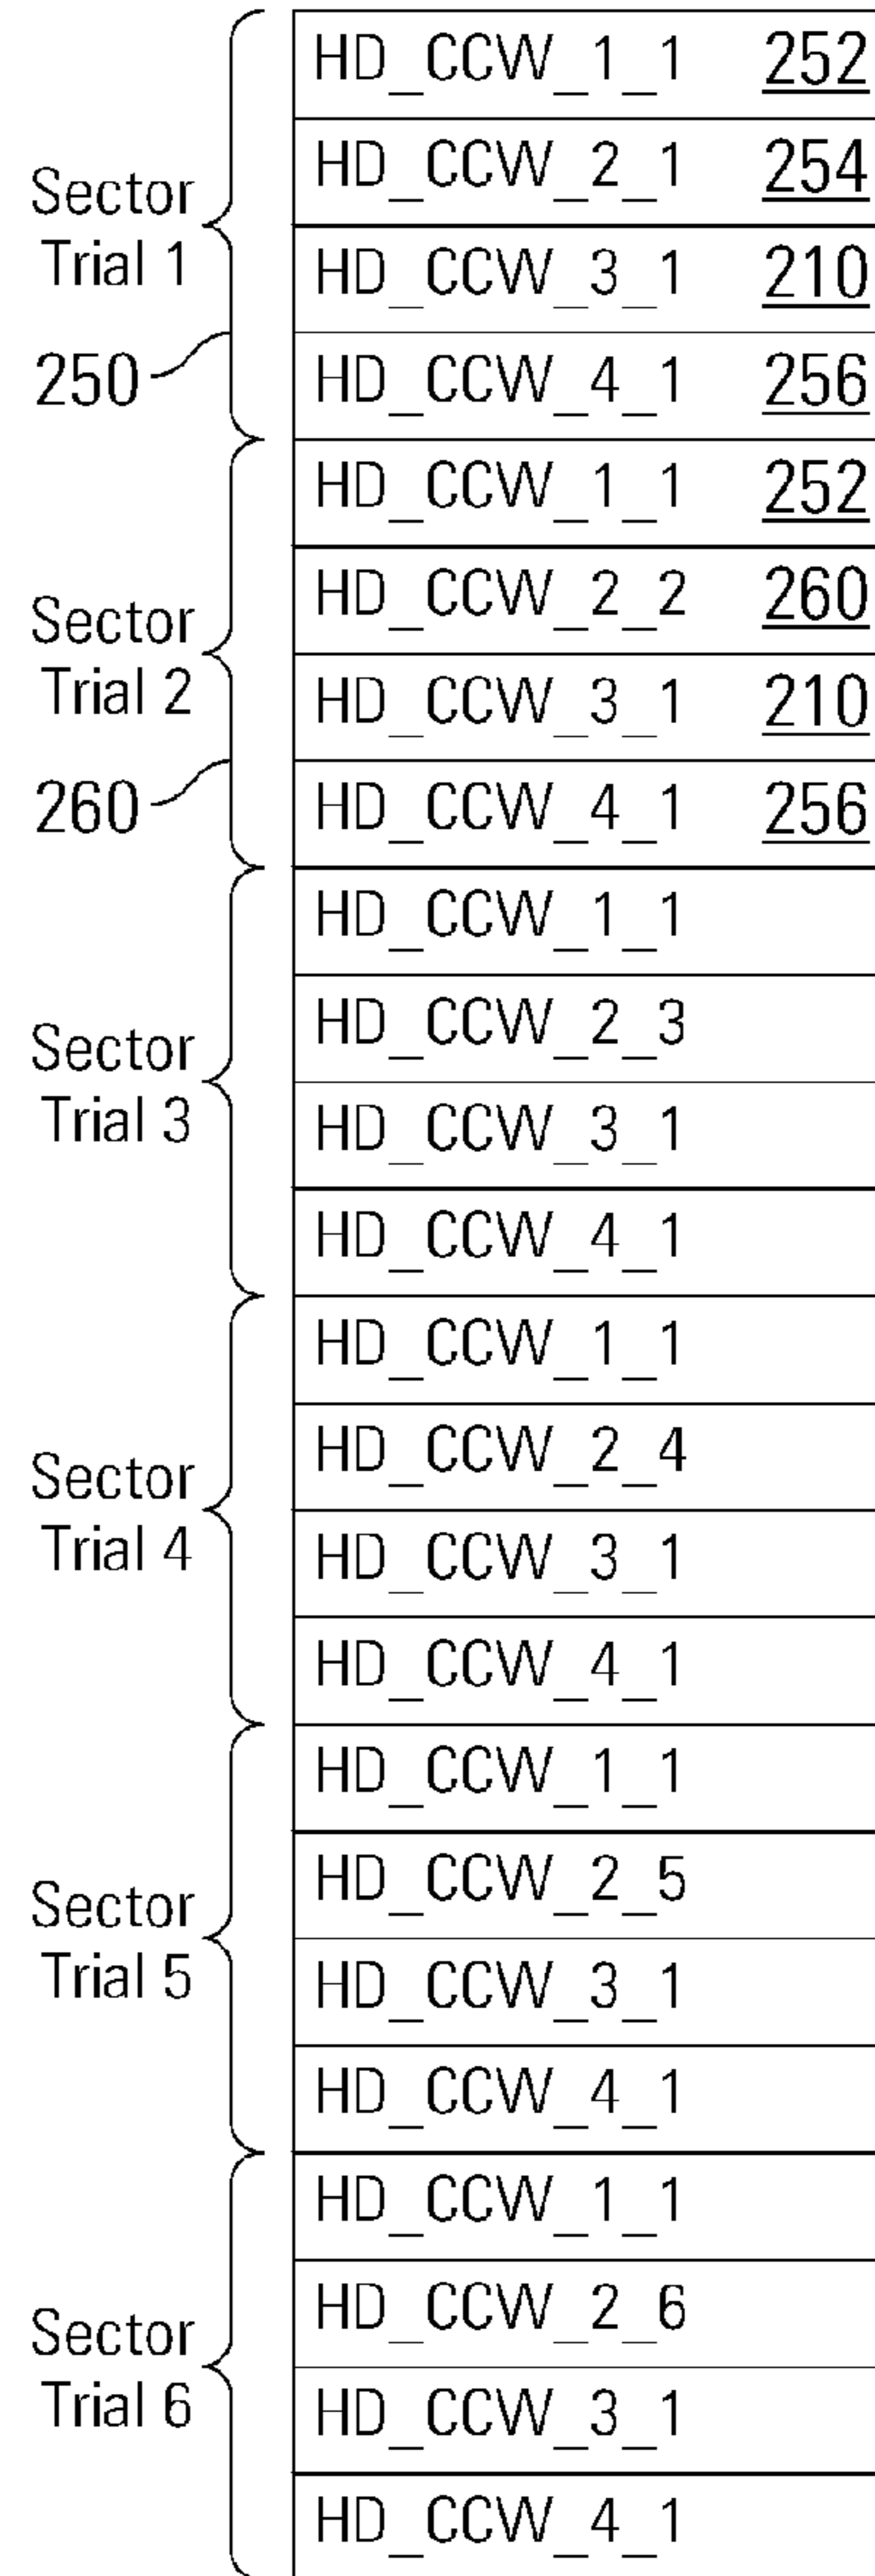 Sector
Trial 1
250
HD_CCW_1_1 252
HD_CCW_2_1 254
HD_CCW_3_1 210
HD_CCW_4_1 256
Sector
Trial 2
260
HD_CCW_1_1 252
HD_CCW_2_2 260
HD_CCW_3_1 210
HD_CCW_4_1 256
Sector
Trial 3
HD_CCW_1_1
HD_CCW_2_3
HD_CCW_3_1
HD_CCW_4_1
Sector
Trial 4
HD_CCW_1_1
HD_CCW_2_4
HD_CCW_3_1
HD_CCW_4_1
Sector
Trial 5
HD_CCW_1_1
HD_CCW_2_5
HD_CCW_3_1
HD_CCW_4_1
Sector
Trial 6
HD_CCW_1_1
HD_CCW_2_6
HD_CCW_3_1
HD_CCW_4_1